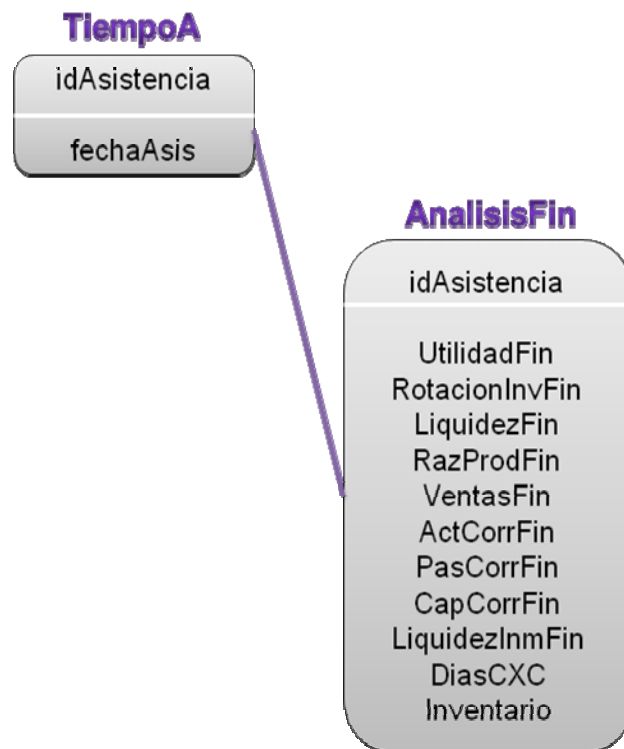 TiempoA
idAsistencia
fechaAsis
AnalisisFin
idAsistencia
UtilidadFin
RotacionInvFin
LiquidezFin
RazProdFin
VentasFin
ActCorrFin
PasCorrFin
CapCorrFin
LiquidezInmFin
DiasCXC
Inventario